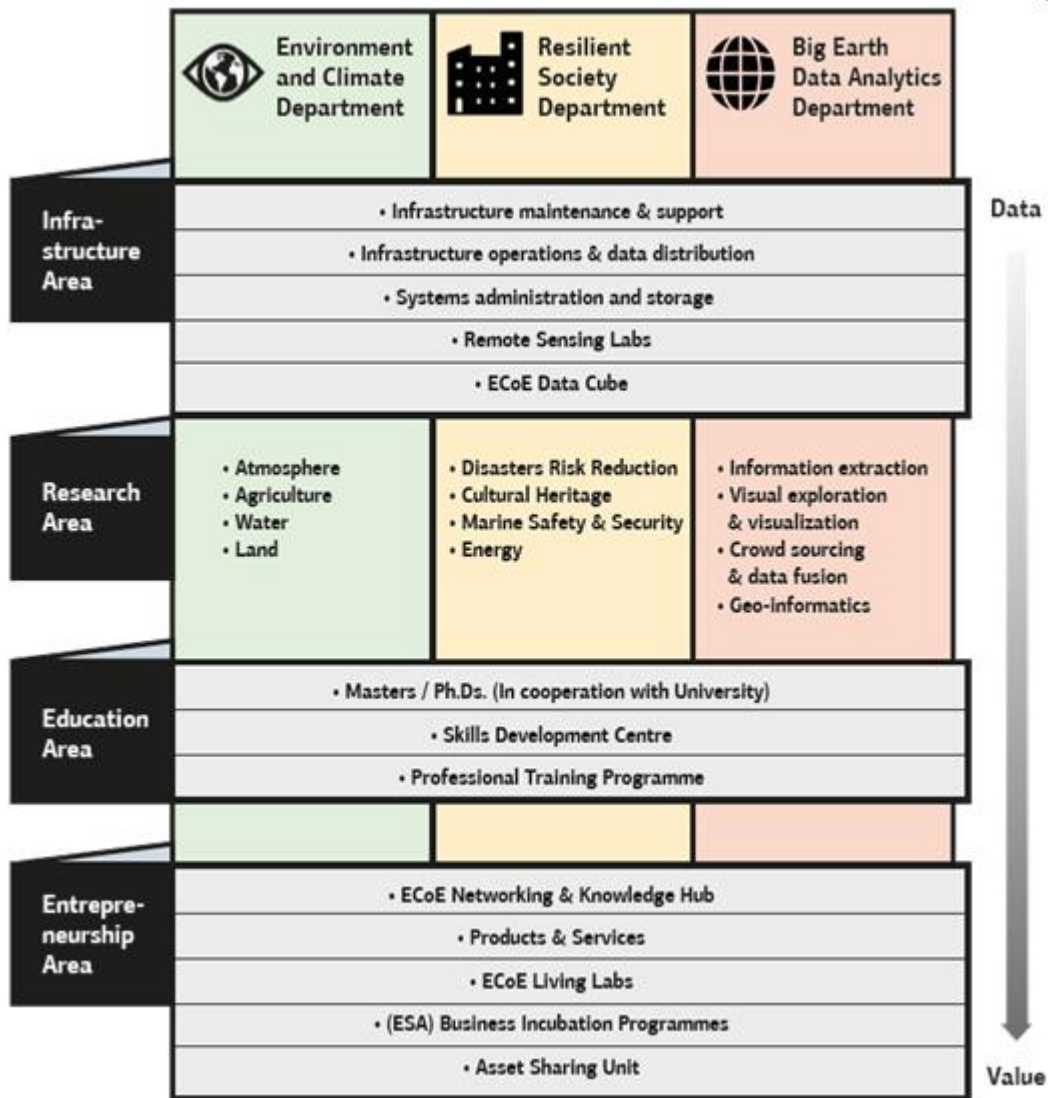 Environment
and Climate
Department
Resilient
Society
Department
Big Earth
Data Analytics
Department
Infra-
structure
Area
• Infrastructure maintenance & support
• Infrastructure operations & data distribution
• Systems administration and storage
• Remote Sensing Labs
• ECoE Data Cube
Data
Research
Area
• Atmosphere
• Agriculture
• Water
• Land
• Disasters Risk Reduction
• Cultural Heritage
• Marine Safety & Security
• Energy
• Information extraction
• Visual exploration
& visualization
• Crowd sourcing
& data fusion
• Geo-informatics
Education
Area
• Masters / Ph.Ds. (In cooperation with University)
• Skills Development Centre
• Professional Training Programme
Entrepre-
neurship
Area
• ECoE Networking & Knowledge Hub
• Products & Services
• ECoE Living Labs
• (ESA) Business Incubation Programmes
• Asset Sharing Unit
Value